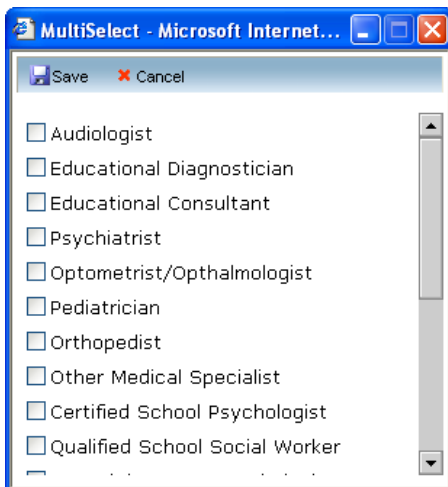 MultiSelect - Microsoft Internet...
Save Cancel
Audiologist
Educational Diagnostician
Educational Consultant
Psychiatrist
Optometrist/Opthalmologist
Pediatrician
Orthopedist
Other Medical Specialist
Certified School Psychologist
Qualified School Social Worker